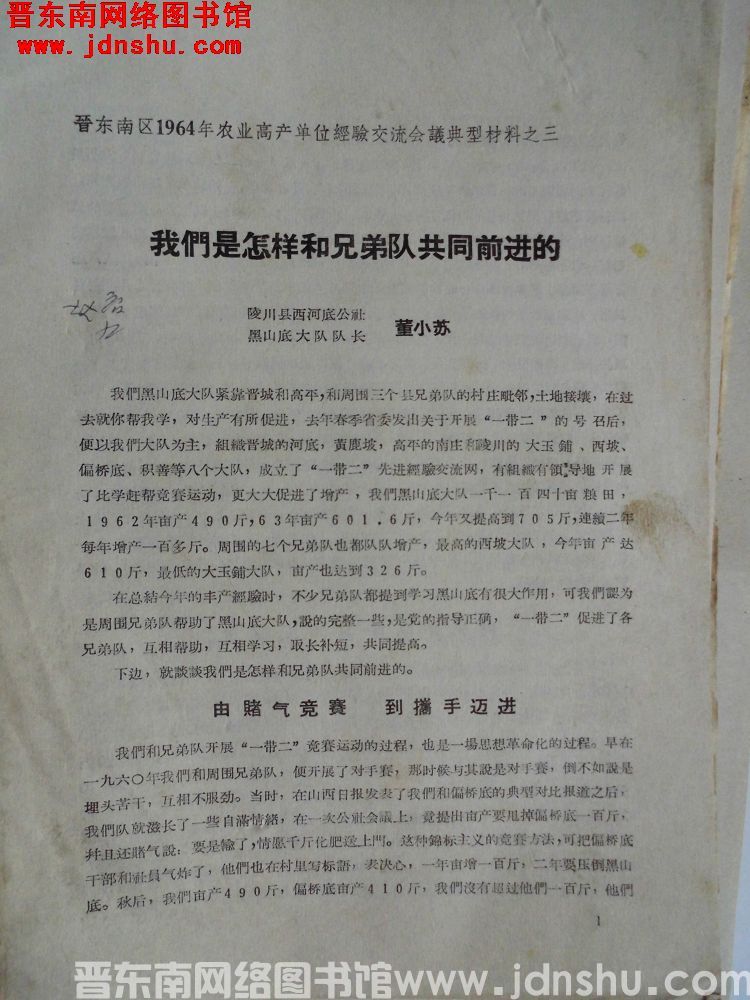 晋东南网络图书馆
www.jdnshu.com
晋东南区1964年农业高产单位經驗交流会議典型材料之三
我們是怎样和兄弟队共同前进的
陵川县西河底公社
黑山底大队队长 董小苏
我們黑山底大队紧靠晋城和高平,和周围三个县兄弟队的村庄毗邻,土地接壤,在过
去就你帮我学,对生产有所促进,去年春季省委发出关于开展“一带二”的号召后,
便以我們大队为主,組織晋城的河底,黄鹿坡,高平的南庄和陵川的大玉鋪、西坡、
偏桥底、积善等八个大队,成立了“一带二”先进經驗交流网,有組織有領导地开展
了比学赶帮竞赛运动,更大大促进了增产,我們黑山底大队一千一百四十亩粮田,
1962年亩产490斤,63年亩产601.6斤,今年又提高到705斤,連續二年
每年增产一百多斤。周围的七个兄弟队也都队队增产,最高的西坡大队,今年亩产达
610斤,最低的大玉鋪大队,亩产也达到326斤。
在总結今年的丰产經驗时,不少兄弟队都提到学习黑山底有很大作用,可我們認为
是周围兄弟队帮助了黑山底大队,說的完整一些,是党的指导正确,“一带二”促进了各
兄弟队,互相帮助,互相学习,取长补短,共同提高。
下边,就談談我們是怎样和兄弟队共同前进的。
由賭气竞赛 到攜手迈进
我們和兄弟队开展“一带二”竞赛运动的过程,也是一場思想革命化的过程。早在
一九六〇年我們和周围兄弟队,便开展了对手赛,那时候与其說是对手赛,倒不如說是
埋头苦干,互相不服劲。当时,在山西日报发表了我們和偏桥底的典型对比报道之后,
我們队就滋长了一些自滿情緒,在一次公社会議上,竟提出亩产要甩掉偏桥底一百斤,
幷且还賭气說:要是輸了,情愿千斤化肥送上門。这种錦标主义的竞赛方法,可把偏桥底
干部和社員气炸了,他們也在村里写标語,表决心,一年亩增一百斤,二年要压倒黑山
底。秋后,我們亩产490斤,偏桥底亩产410斤,我們沒有超过他們一百斤,他們
1
晋东南网络图书馆www.jdnshu.com